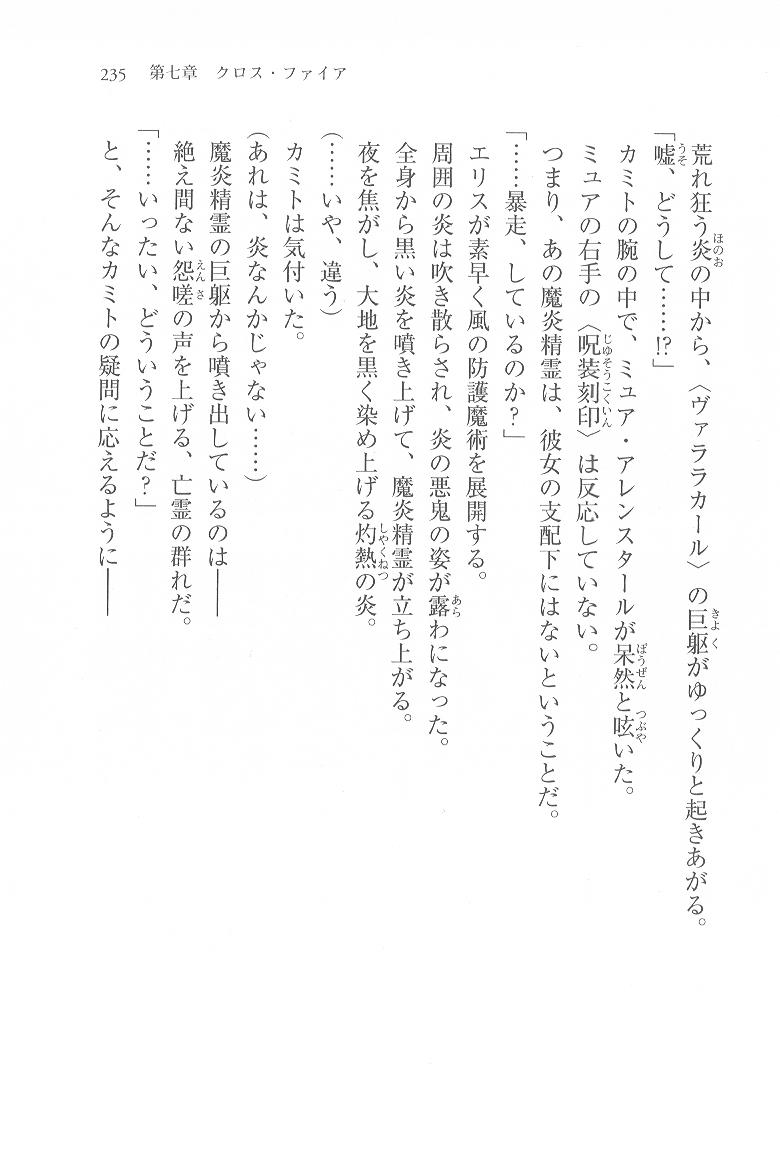 235　第七章　クロス・ファイア
荒れ狂う炎の中から、〈ヴァララカール〉の巨躯がゆっくりと起きあがる。
「嘘、どうして……!?」
カミトの腕の中で、ミュア・アレンスタールが呆然と呟いた。
ミュアの右手の〈呪装刻印〉は反応していない。
つまり、あの魔炎精霊は、彼女の支配下にはないということだ。
「……暴走、しているのか？」
エリスが素早く風の防護魔術を展開する。
周囲の炎は吹き散らされ、炎の悪鬼の姿が露わになった。
全身から黒い炎を噴き上げて、魔炎精霊が立ち上がる。
夜を焦がし、大地を黒く染め上げる灼熱の炎。
（……いや、違う）
カミトは気付いた。
（あれは、炎なんかじゃない……）
魔炎精霊の巨躯から噴き出しているのは――
絶え間ない怨嗟の声を上げる、亡霊の群れだ。
「……いったい、どういうことだ？」
と、そんなカミトの疑問に応えるように――